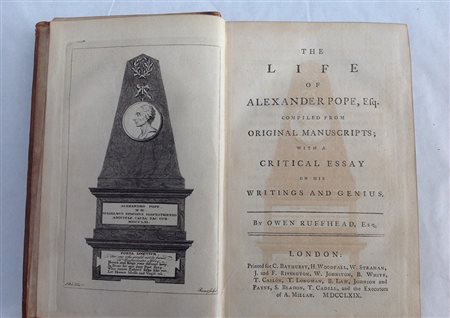 ALEXANDRO POPE
POETA LOQUITUR
THE
LIFE
OF
ALEXANDER POPE, Esq.
COMPILED FROM
ORIGINAL MANUSCRIPTS;
WITH A
CRITICAL ESSAY
ON HIS
WRITINGS AND GENIUS.
By OWEN RUFFHEAD, Esq.
LONDON:
Printed for C. Bathurst, H. Woodfall, W. Strahan,
J. and F. Rivington, W. Johnston, B. White,
T. Caslon, T. Longman, B. Law, Johnson and
Payne, S. Bladon, T. Cadell, and the Executors
of A. Millar. MDCCLXIX.